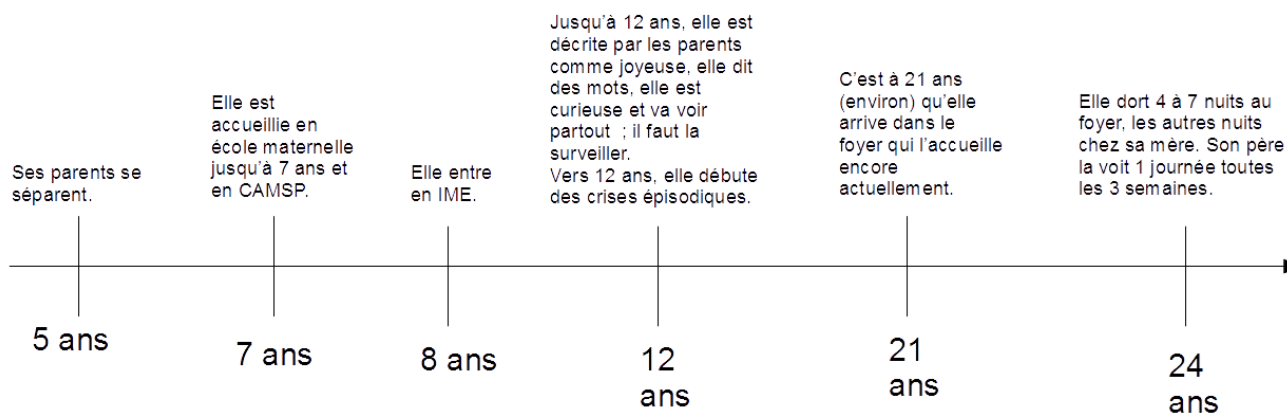 Ses parents se
séparent.
Elle est
accueillie en
école maternelle
jusqu'à 7 ans et
en CAMSP.
Elle entre
en IME.
Jusqu'à 12 ans, elle est
décrite par les parents
comme joyeuse, elle dit
des mots, elle est
curieuse et va voir
partout ; il faut la
surveiller.
Vers 12 ans, elle débute
des crises épisodiques.
C'est à 21 ans
(environ) qu'elle
arrive dans le
foyer qui l'accueille
encore
actuellement.
Elle dort 4 à 7 nuits au
foyer, les autres nuits
chez sa mère. Son père
la voit 1 journée toutes
les 3 semaines.
5 ans
7 ans
8 ans
12
ans
21
ans
24
ans